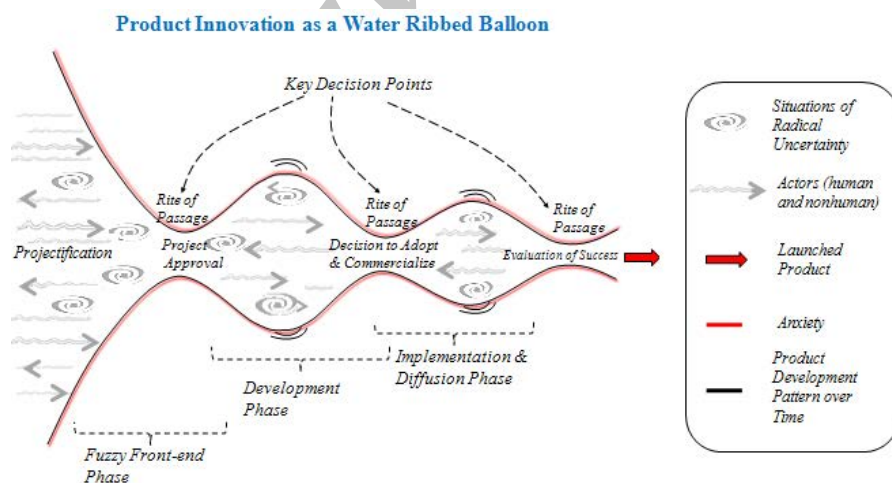 Product Innovation as a Water Ribbed Balloon
Key Decision Points
Rite of
Passage
Rite of
Passage
Rite of
Passage
Projectification
Project
Approval
Decision to Adopt
& Commercialize
Evaluation of Success
Implementation &
Diffusion Phase
Development
Phase
Fuzzy Front-end
Phase
Situations of
Radical
Uncertainty
Actors (human
and nonhuman)
Launched
Product
Anxiety
Product
Development
Pattern over
Time